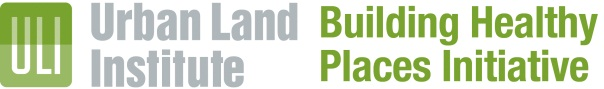 ULI
Urban Land
Institute
Building Healthy
Places Initiative